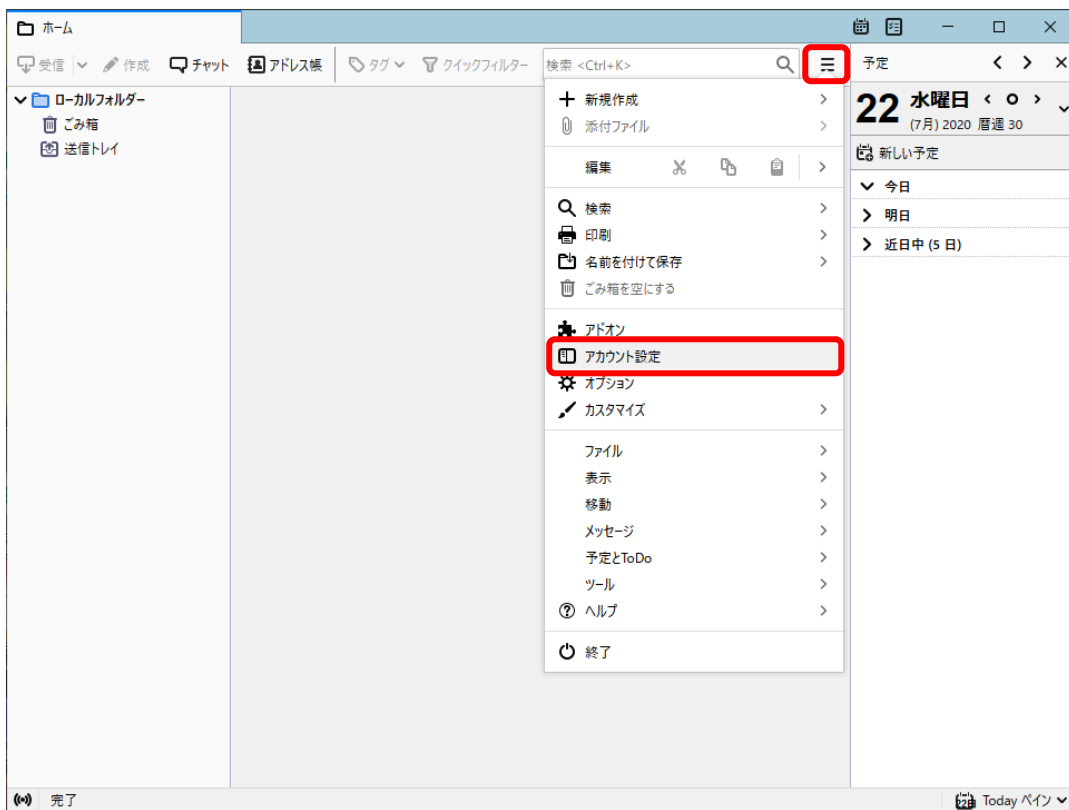 ホーム
受信 作成 チャット アドレス帳 タグ クイックフィルター 検索 <Ctrl+K>
ローカルフォルダー
ごみ箱
送信トレイ
新規作成
添付ファイル
編集
検索
印刷
名前を付けて保存
ごみ箱を空にする
アドオン
アカウント設定
オプション
カスタマイズ
ファイル
表示
移動
メッセージ
予定とToDo
ツール
ヘルプ
終了
予定
22 水曜日
(7月) 2020 暦週 30
新しい予定
今日
明日
近日中 (5 日)
完了
22 Today ペイン